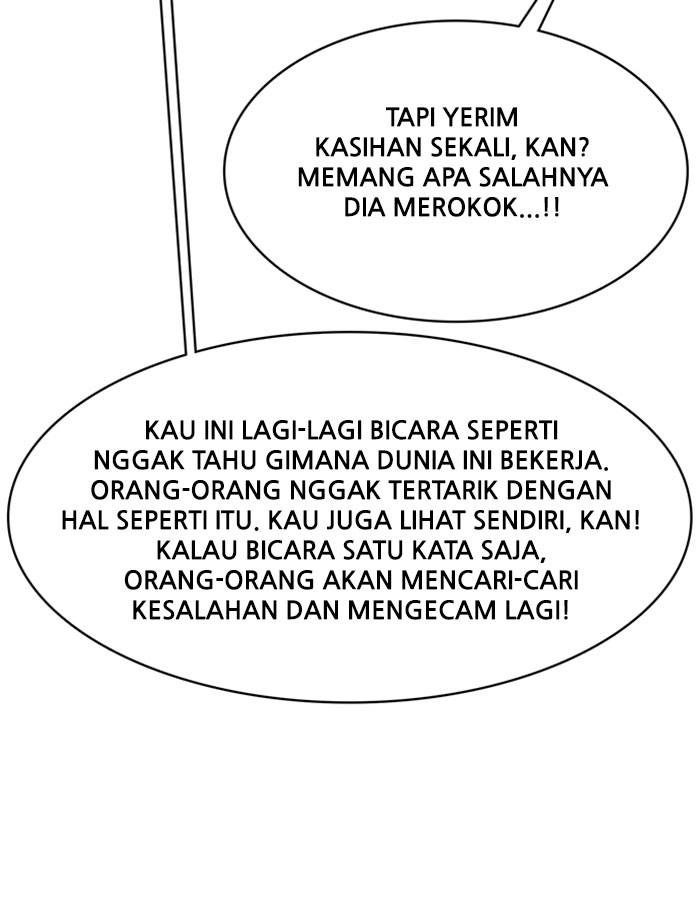 TAPI YERIM
KASIHAN SEKALI, KAN?
MEMANG APA SALAHNYA
DIA MEROKOK...!!
KAU INI LAGI-LAGI BICARA SEPERTI
NGGAK TAHU GIMANA DUNIA INI BEKERJA.
ORANG-ORANG NGGAK TERTARIK DENGAN
HAL SEPERTI ITU. KAU JUGA LIHAT SENDIRI, KAN!
KALAU BICARA SATU KATA SAJA,
ORANG-ORANG AKAN MENCARI-CARI
KESALAHAN DAN MENGECAM LAGI!